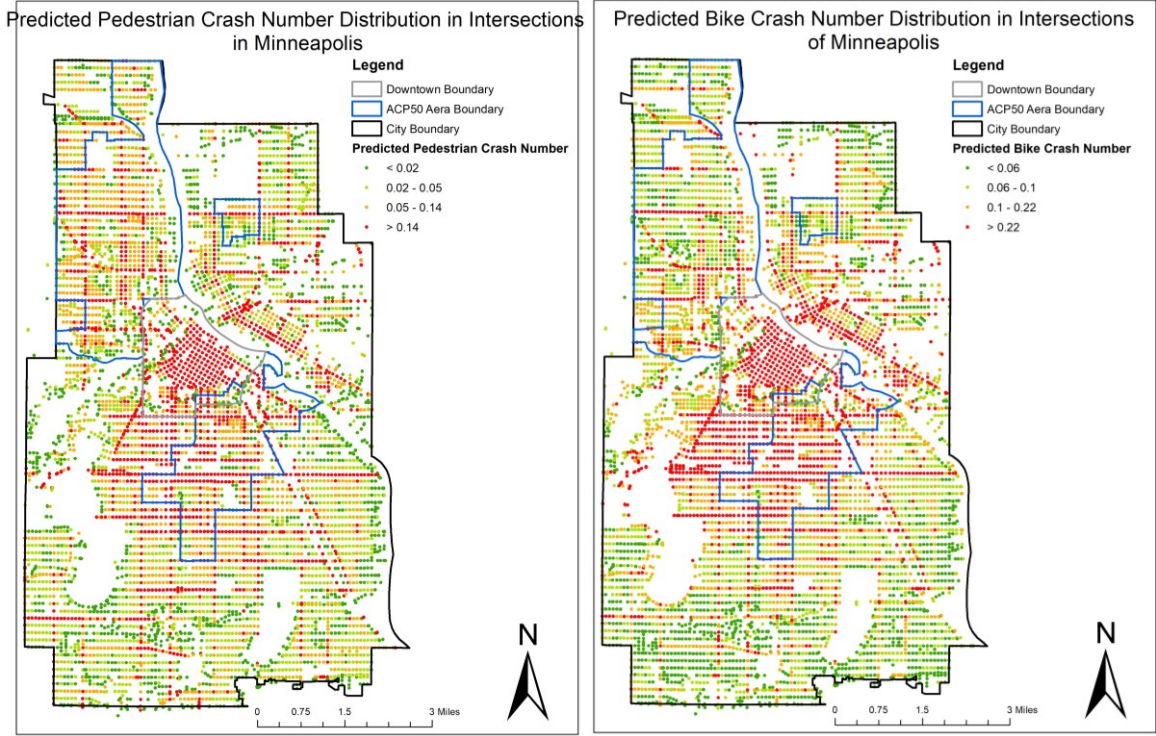 Predicted Pedestrian Crash Number Distribution in Intersections
in Minneapolis
Legend
Downtown Boundary
ACP50 Aera Boundary
City Boundary
Predicted Pedestrian Crash Number
< 0.02
0.02 - 0.05
0.05 - 0.14
> 0.14
N
0 0.75 1.5 3 Miles
Predicted Bike Crash Number Distribution in Intersections
of Minneapolis
Legend
Downtown Boundary
ACP50 Aera Boundary
City Boundary
Predicted Bike Crash Number
< 0.06
0.06 - 0.1
0.1 - 0.22
> 0.22
N
0 0.75 1.5 3 Miles